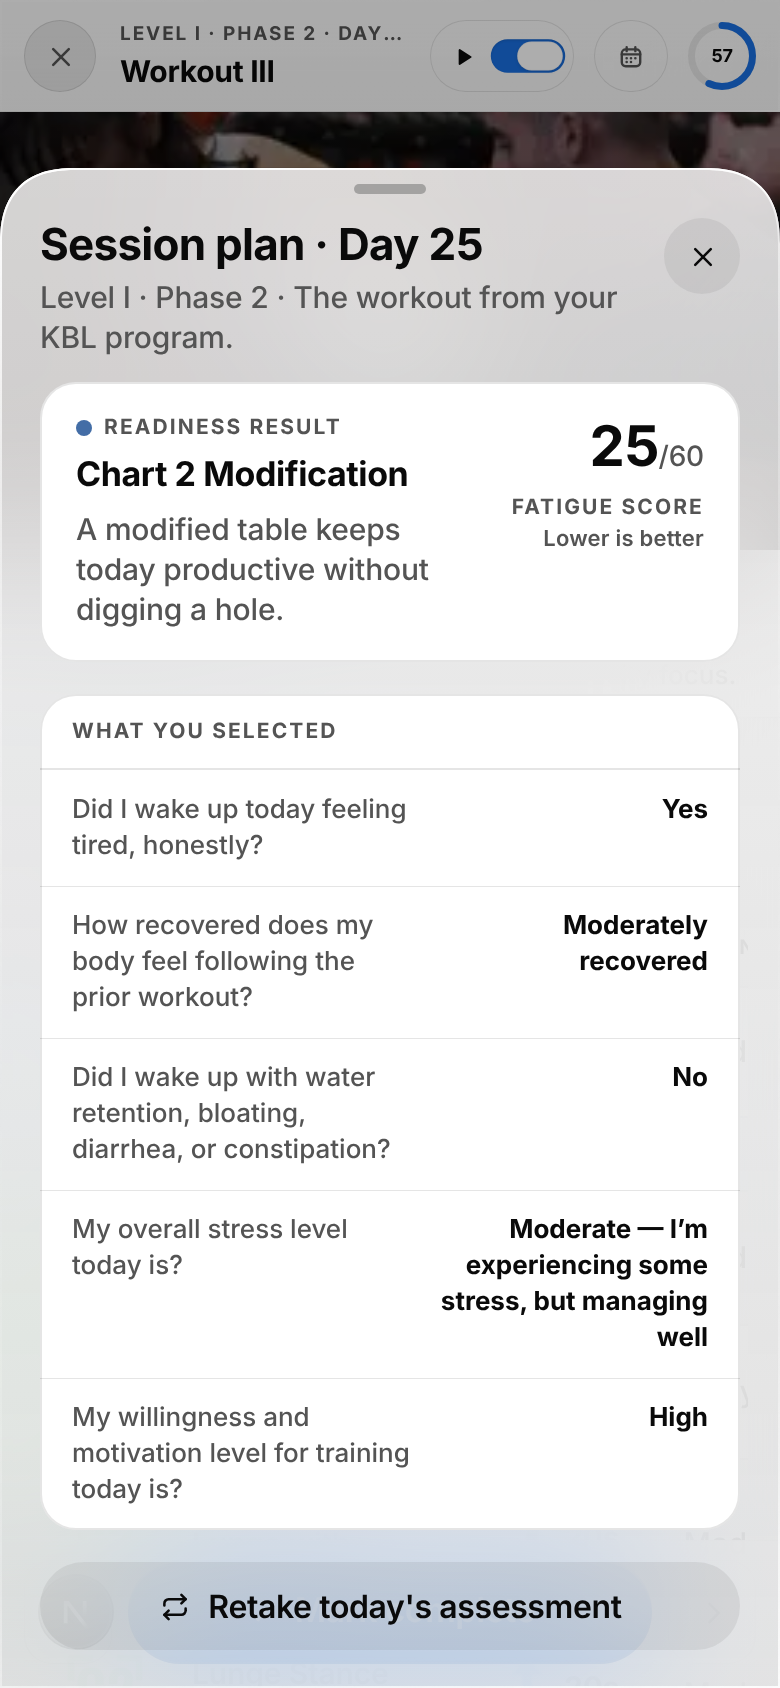 LEVEL I · PHASE 2 · DAY...
Workout III
57
Session plan · Day 25
Level I · Phase 2 · The workout from your
KBL program.
READINESS RESULT
Chart 2 Modification
A modified table keeps
today productive without
digging a hole.
25/60
FATIGUE SCORE
Lower is better
WHAT YOU SELECTED
Did I wake up today feeling
tired, honestly?
Yes
How recovered does my
body feel following the
prior workout?
Moderately
recovered
Did I wake up with water
retention, bloating,
diarrhea, or constipation?
No
My overall stress level
today is?
Moderate — I’m
experiencing some
stress, but managing
well
My willingness and
motivation level for training
today is?
High
Retake today's assessment
Lunge Stance